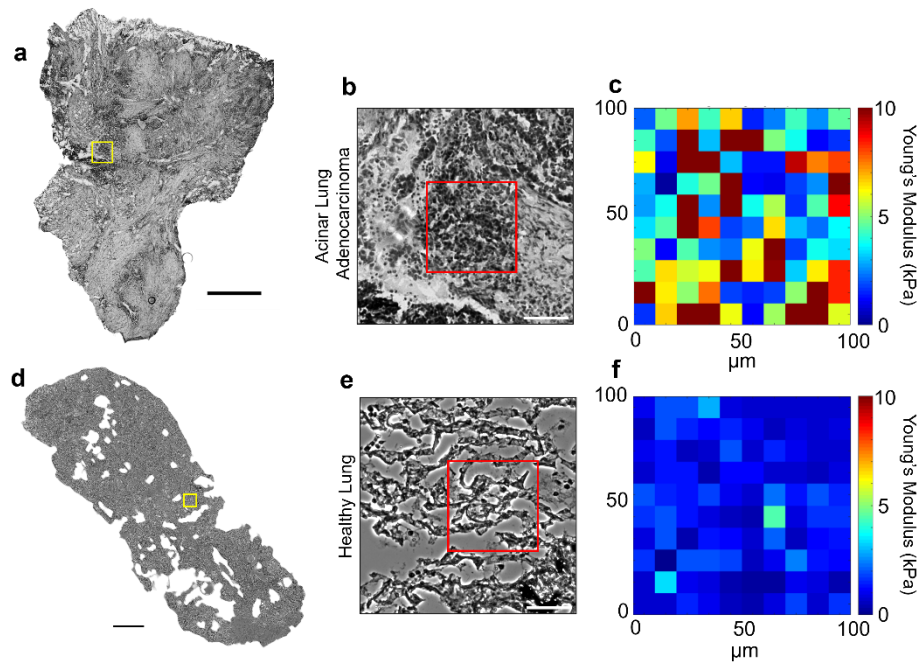 a
b
Acinar Lung
Adenocarcinoma
c
100
50
0
0
50
100
µm
10
5
0
Young's Modulus (kPa)
d
e
Healthy Lung
f
100
50
0
0
50
100
µm
10
5
0
Young's Modulus (kPa)